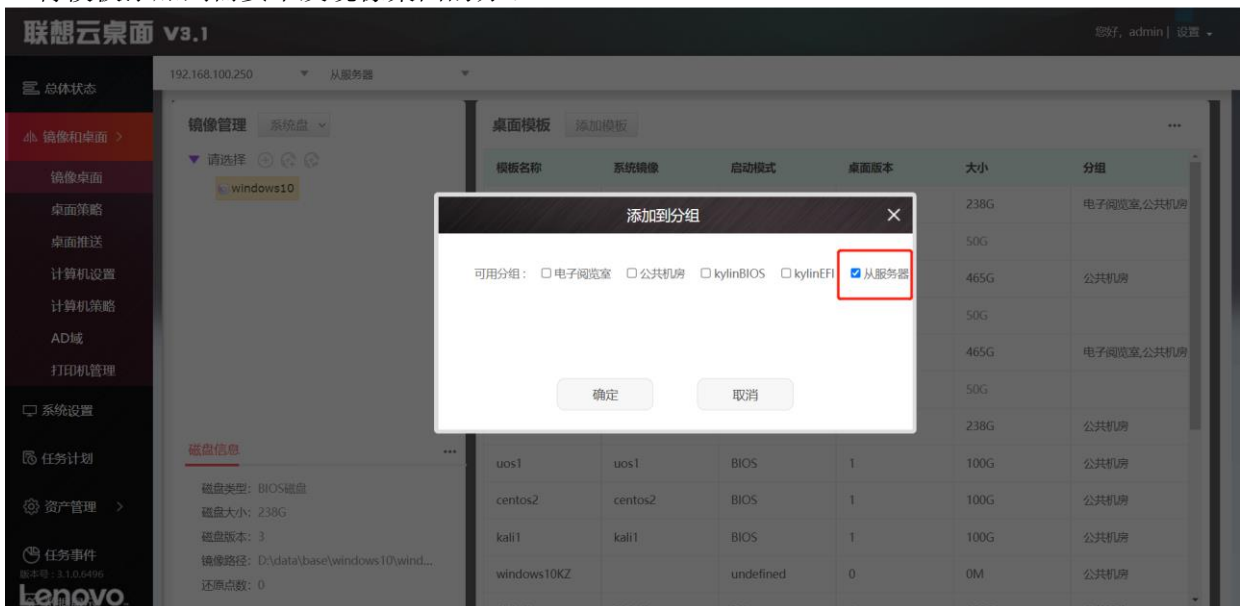 联想云桌面 V3.1
您好, admin | 设置
192.168.100.250 从服务器
总体状态
镜像和桌面 >
镜像桌面
桌面策略
桌面推送
计算机设置
计算机策略
AD域
打印机管理
系统设置
任务计划
资产管理 >
任务事件
版本号：3.1.0.6496
Lenovo
镜像管理 系统盘
请选择
windows10
磁盘信息 ...
磁盘类型: BIOS磁盘
磁盘大小: 238G
磁盘版本: 3
镜像路径: D:\data\base\windows10\wind...
还原点数: 0
桌面模板 添加模板 ...
模板名称 系统镜像 启动模式 桌面版本 大小 分组
238G 电子阅览室,公共机房
50G
465G 公共机房
50G
465G 电子阅览室,公共机房
50G
238G 公共机房
uos1 uos1 BIOS 1 100G 公共机房
centos2 centos2 BIOS 1 100G 公共机房
kali1 kali1 BIOS 1 100G 公共机房
windows10KZ undefined 0 0M 公共机房
添加到分组
可用分组： 电子阅览室 公共机房 kylinBIOS kylinEFI 从服务器
确定 取消